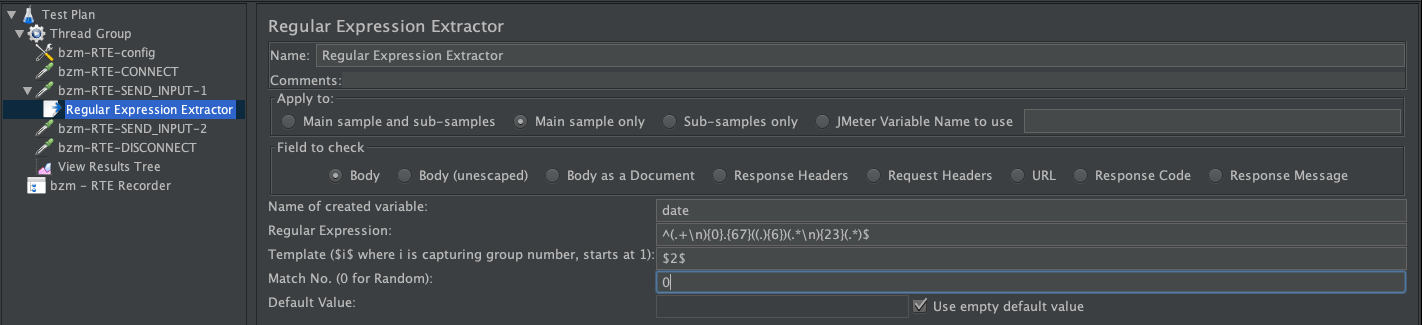 Test Plan
Thread Group
bzm-RTE-config
bzm-RTE-CONNECT
bzm-RTE-SEND_INPUT-1
Regular Expression Extractor
bzm-RTE-SEND_INPUT-2
bzm-RTE-DISCONNECT
View Results Tree
bzm - RTE Recorder
Regular Expression Extractor
Name: Regular Expression Extractor
Comments:
Apply to:
Main sample and sub-samples Main sample only Sub-samples only JMeter Variable Name to use
Field to check
Body Body (unescaped) Body as a Document Response Headers Request Headers URL Response Code Response Message
Name of created variable: date
Regular Expression: ^(.+\n){0}.{67}((.){6})(.*\n){23}(.*)$
Template ($i$ where i is capturing group number, starts at 1): $2$
Match No. (0 for Random): 0
Default Value: Use empty default value